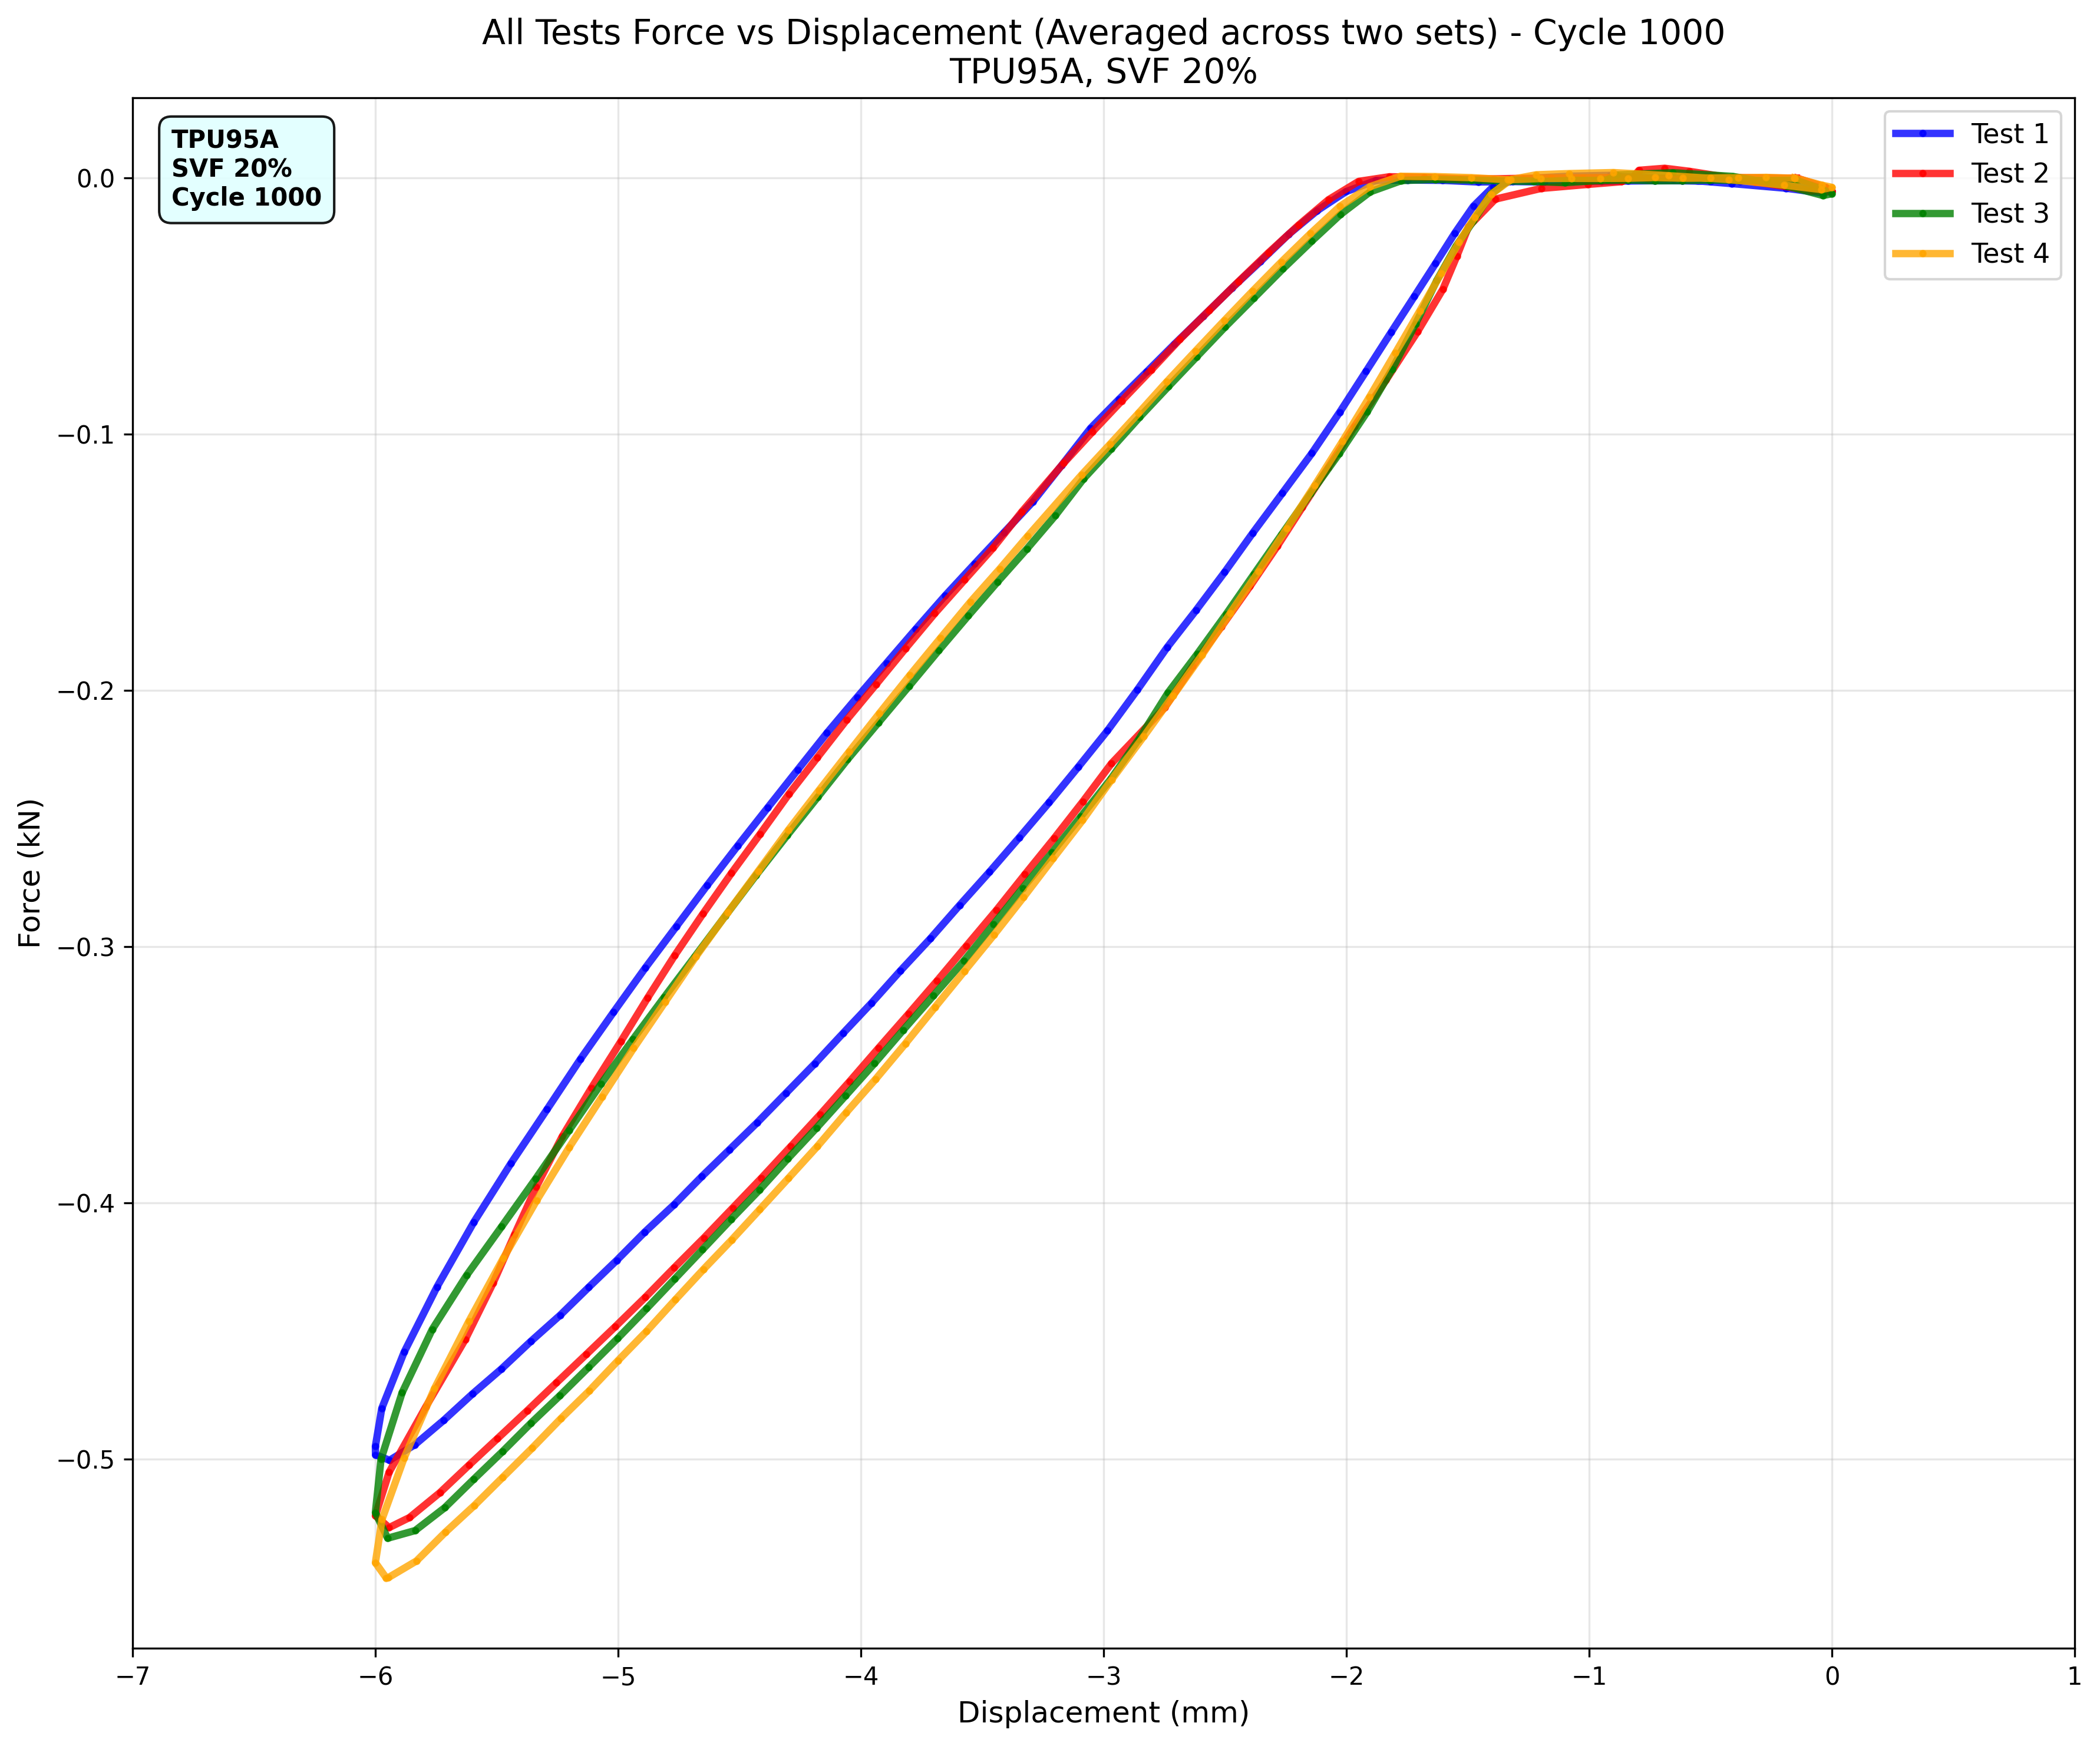 All Tests Force vs Displacement (Averaged across two sets) - Cycle 1000
TPU95A, SVF 20%
TPU95A
SVF 20%
Cycle 1000
Test 1
Test 2
Test 3
Test 4
Force (kN)
0.0
−0.1
−0.2
−0.3
−0.4
−0.5
−7
−6
−5
−4
−3
−2
−1
0
1
Displacement (mm)